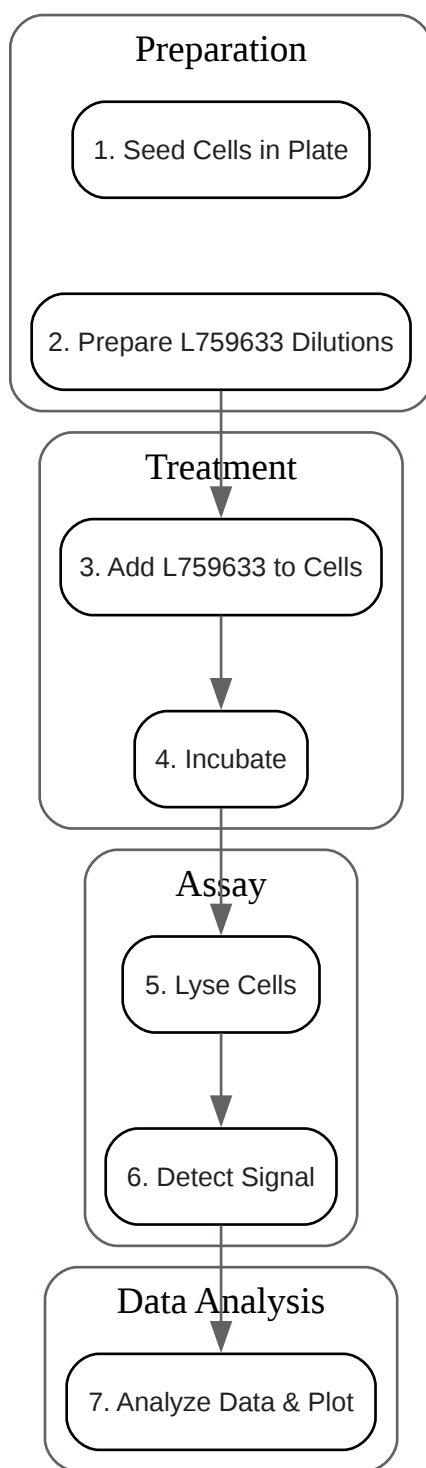 Preparation
1. Seed Cells in Plate
2. Prepare L759633 Dilutions
Treatment
3. Add L759633 to Cells
4. Incubate
Assay
5. Lyse Cells
6. Detect Signal
Data Analysis
7. Analyze Data & Plot